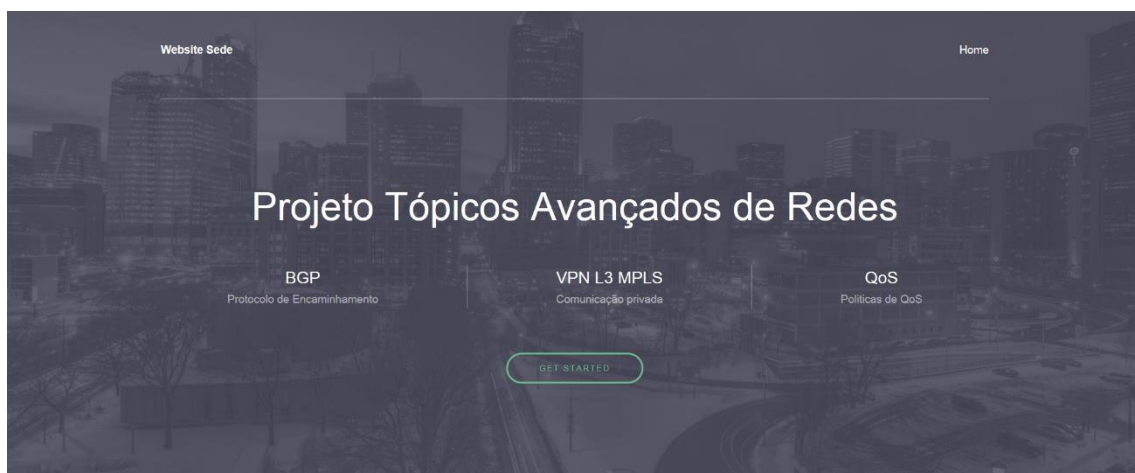 Website Sede
Home
Projeto Tópicos Avançados de Redes
BGP
Protocolo de Encaminhamento
VPN L3 MPLS
Comunicação privada
QoS
Politicas de QoS
GET STARTED